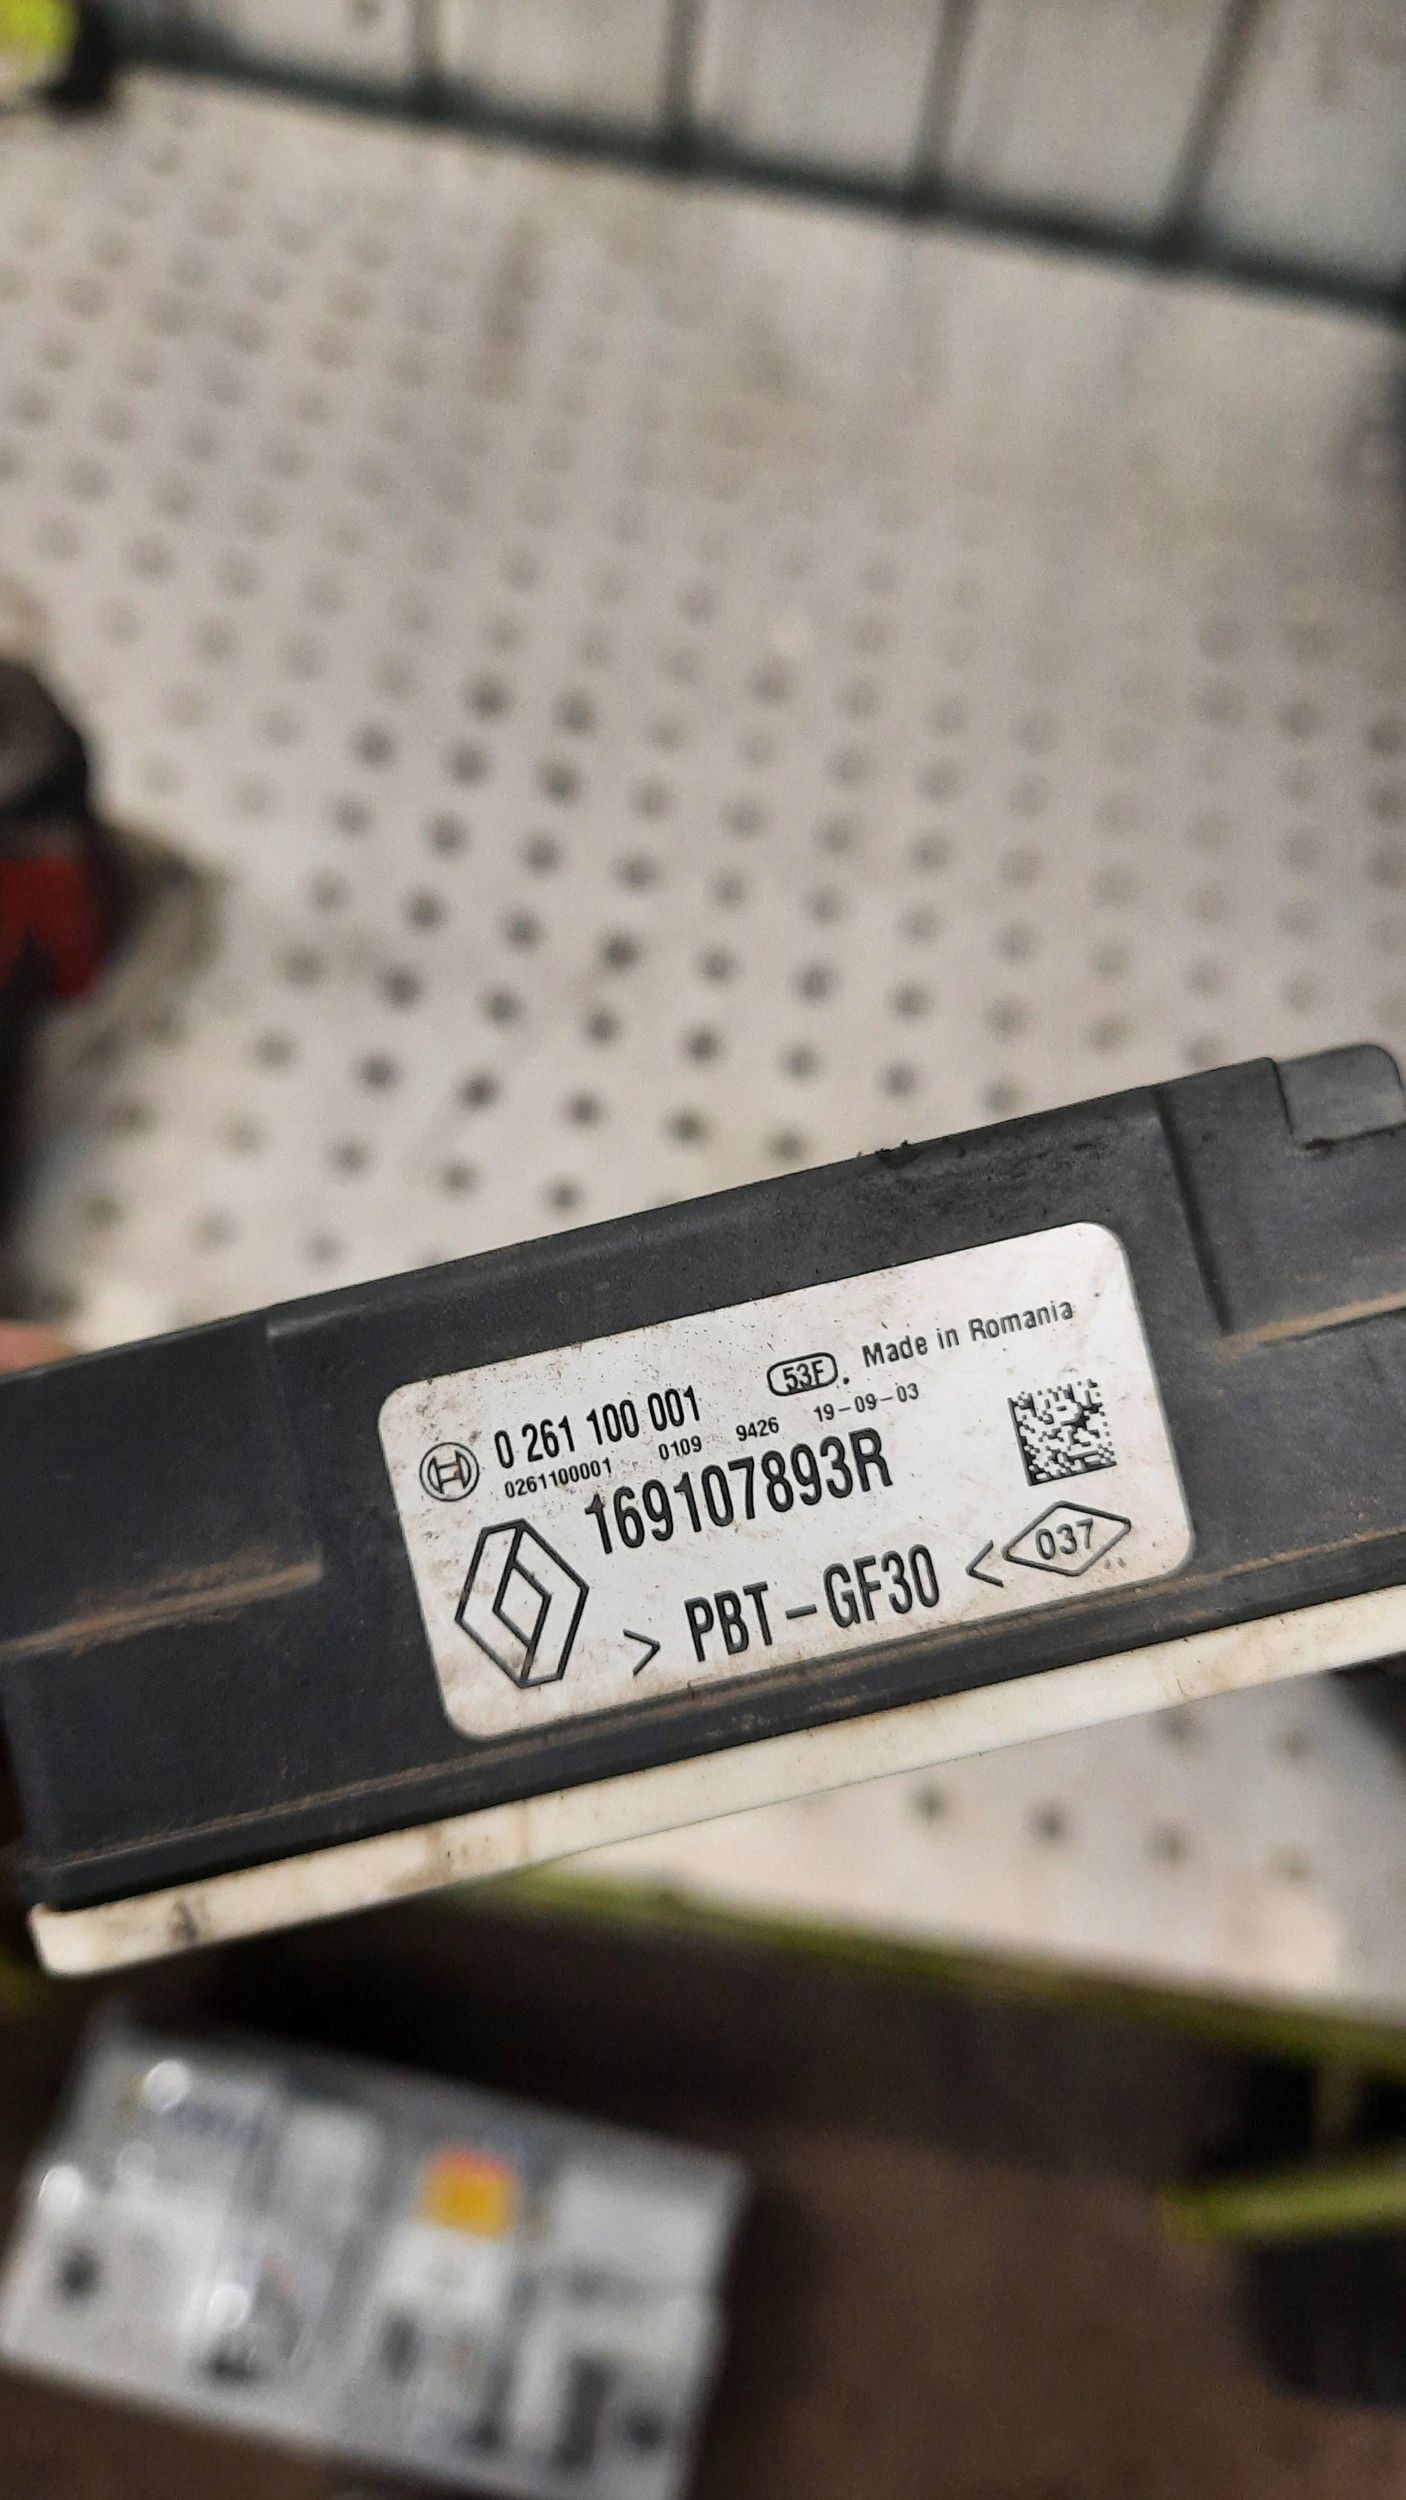 53F. Made in Romania
0 261 100 001
0261100001 0109 9426 19-09-03
169107893R
> PBT-GF30 < 037